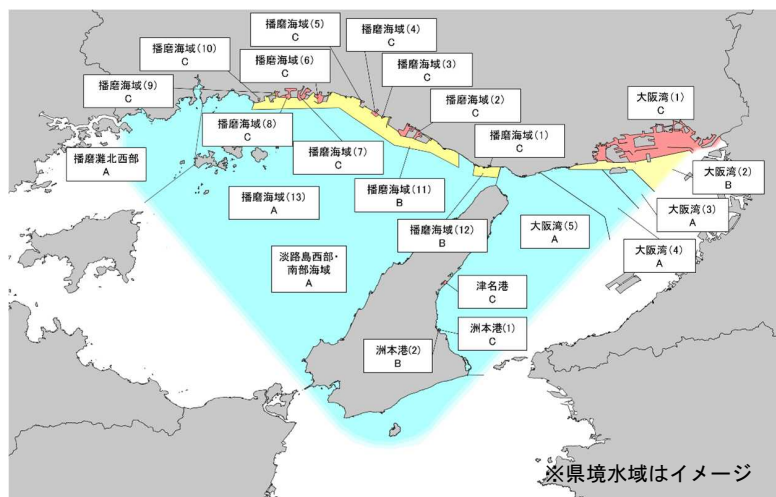 播磨海域(5)
C
播磨海域(4)
C
播磨海域(10)
C
播磨海域(6)
C
播磨海域(3)
C
播磨海域(9)
C
播磨海域(2)
C
大阪湾(1)
C
播磨海域(8)
C
播磨海域(1)
C
播磨灘北西部
A
播磨海域(7)
C
大阪湾(2)
B
播磨海域(13)
A
播磨海域(11)
B
大阪湾(3)
A
播磨海域(12)
B
大阪湾(5)
A
大阪湾(4)
A
淡路島西部・
南部海域
A
津名港
C
洲本港(1)
C
洲本港(2)
B
※県境水域はイメージ